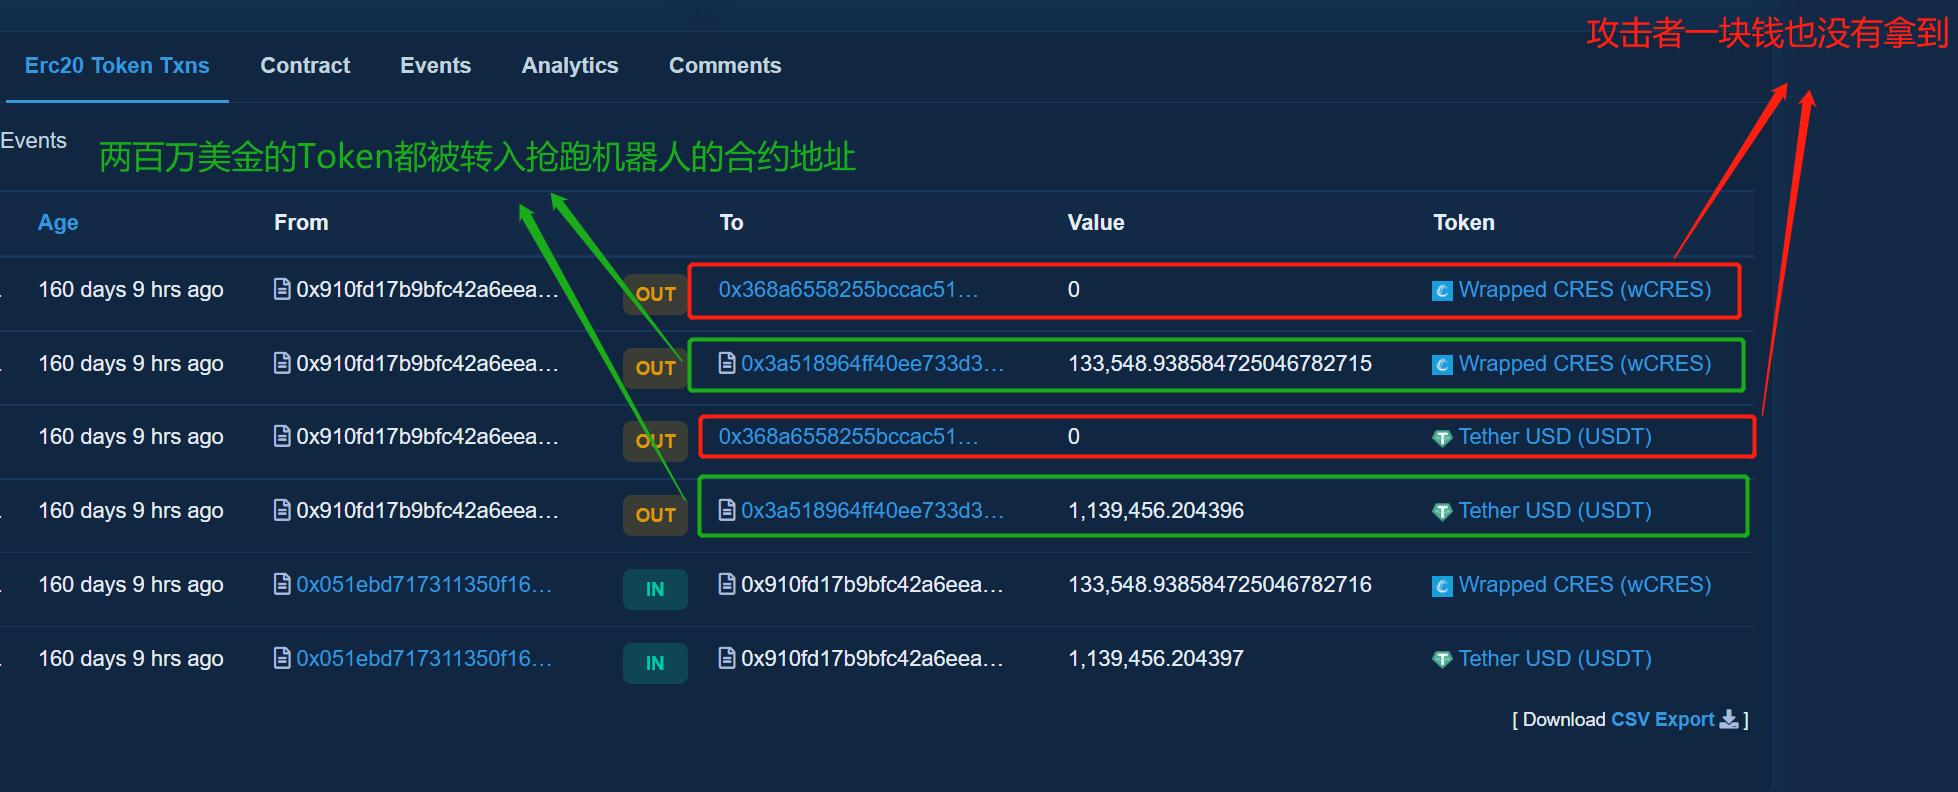 攻击者一块钱也没有拿到
Erc20 Token Txns Contract Events Analytics Comments
Events
两百万美金的Token都被转入抢跑机器人的合约地址
Age From To Value Token
160 days 9 hrs ago 0x910fd17b9bfc42a6eea... OUT 0x368a6558255bccac51... 0 Wrapped CRES (wCRES)
160 days 9 hrs ago 0x910fd17b9bfc42a6eea... OUT 0x3a518964ff40ee733d3... 133,548.938584725046782715 Wrapped CRES (wCRES)
160 days 9 hrs ago 0x910fd17b9bfc42a6eea... OUT 0x368a6558255bccac51... 0 Tether USD (USDT)
160 days 9 hrs ago 0x910fd17b9bfc42a6eea... OUT 0x3a518964ff40ee733d3... 1,139,456.204396 Tether USD (USDT)
160 days 9 hrs ago 0x051ebd717311350f16... IN 0x910fd17b9bfc42a6eea... 133,548.938584725046782716 Wrapped CRES (wCRES)
160 days 9 hrs ago 0x051ebd717311350f16... IN 0x910fd17b9bfc42a6eea... 1,139,456.204397 Tether USD (USDT)
[ Download CSV Export ]